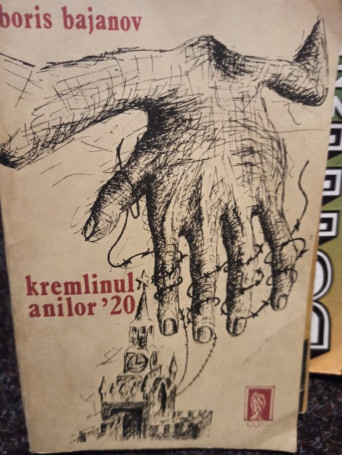 boris bajanov
kremlinul
anilor '20